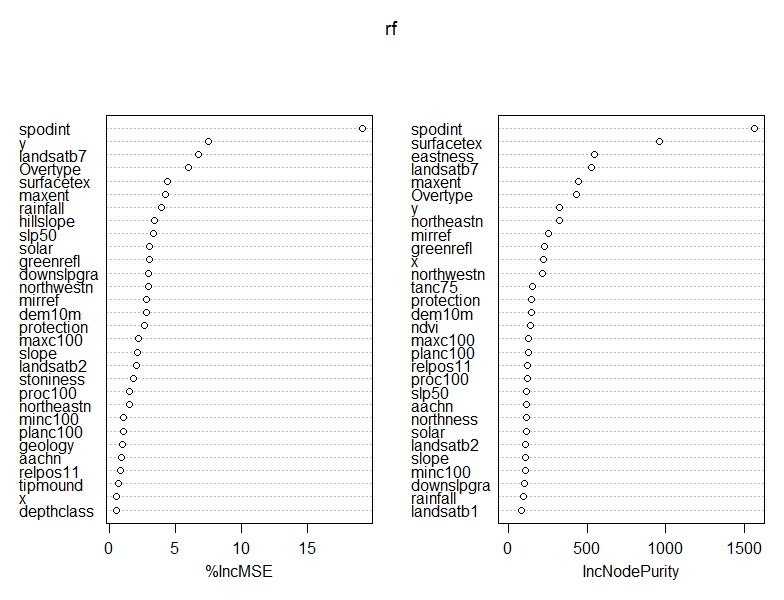 rf
spodint
y
landsatb7
Overtype
surfacetex
maxent
rainfall
hillslope
slp50
solar
greenrefl
downslpgra
northwestn
mirref
dem10m
protection
maxc100
slope
landsatb2
stoniness
proc100
northeastn
minc100
planc100
geology
aachn
relpos11
tipmound
x
depthclass
0 5 10 15
%IncMSE
spodint
surfacetex
eastness
landsatb7
maxent
Overtype
y
northeastn
mirref
greenrefl
x
northwestn
tanc75
protection
dem10m
ndvi
maxc100
planc100
relpos11
proc100
slp50
aachn
northness
solar
landsatb2
slope
minc100
downslpgra
rainfall
landsatb1
0 500 1000 1500
IncNodePurity